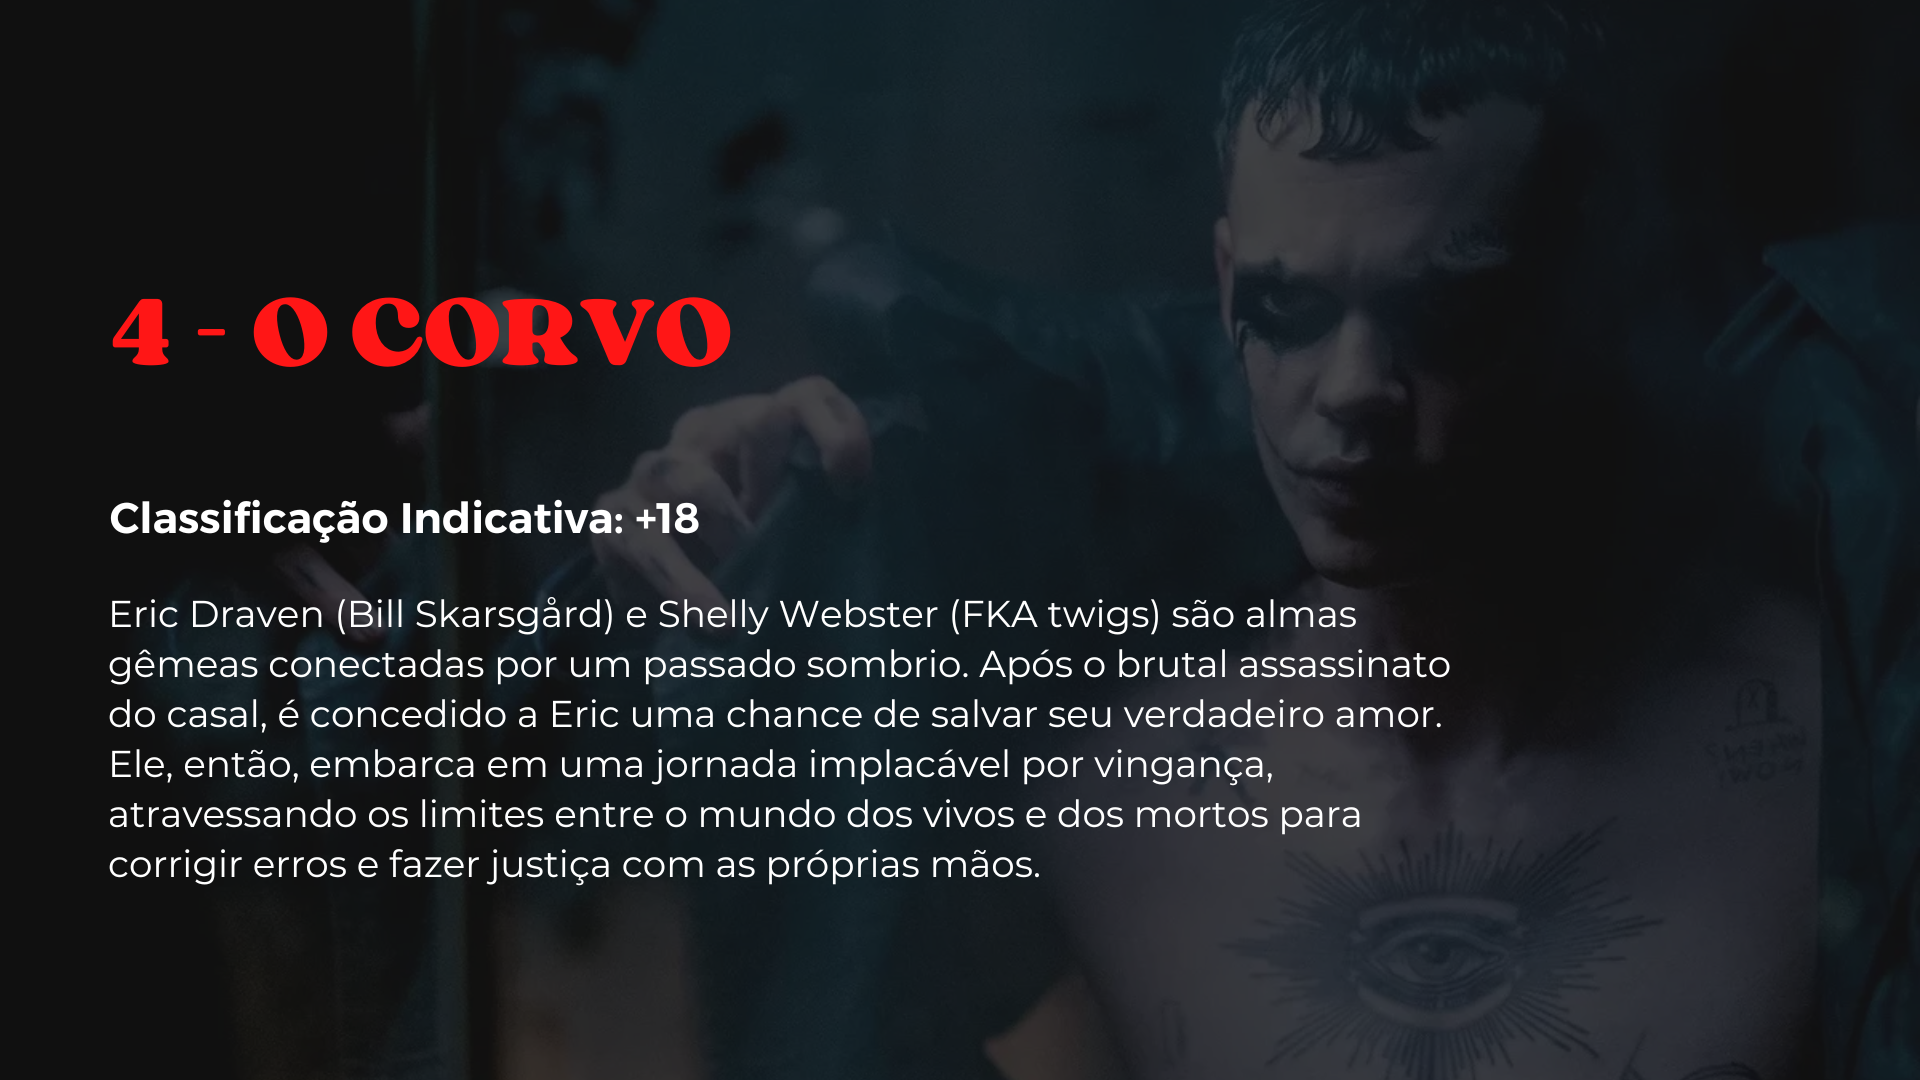 4 - O CORVO
Classificação Indicativa: +18
Eric Draven (Bill Skarsgård) e Shelly Webster (FKA twigs) são almas
gêmeas conectadas por um passado sombrio. Após o brutal assassinato
do casal, é concedido a Eric uma chance de salvar seu verdadeiro amor.
Ele, então, embarca em uma jornada implacável por vingança,
atravessando os limites entre o mundo dos vivos e dos mortos para
corrigir erros e fazer justiça com as próprias mãos.